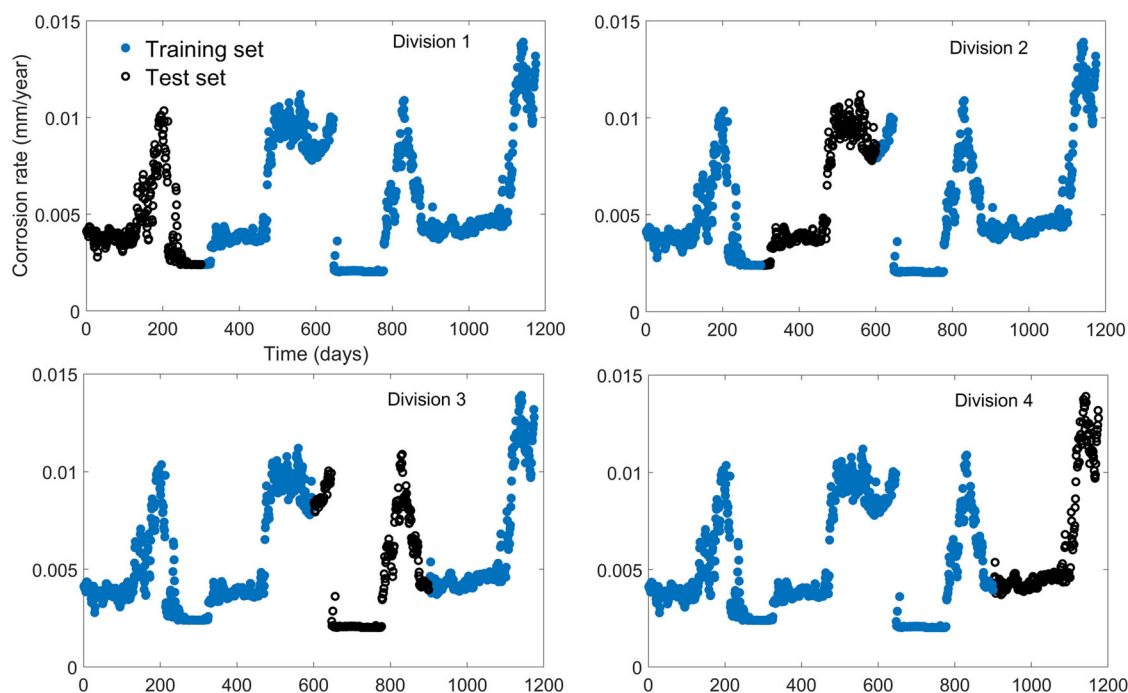 0.015
Training set
Test set
Division 1
0.01
0.005
0
Corrosion rate (mm/year)
0 200 400 600 800 1000 1200
Time (days)
0.015
Division 2
0.01
0.005
0
0 200 400 600 800 1000 1200
0.015
Division 3
0.01
0.005
0
0 200 400 600 800 1000 1200
0.015
Division 4
0.01
0.005
0
0 200 400 600 800 1000 1200